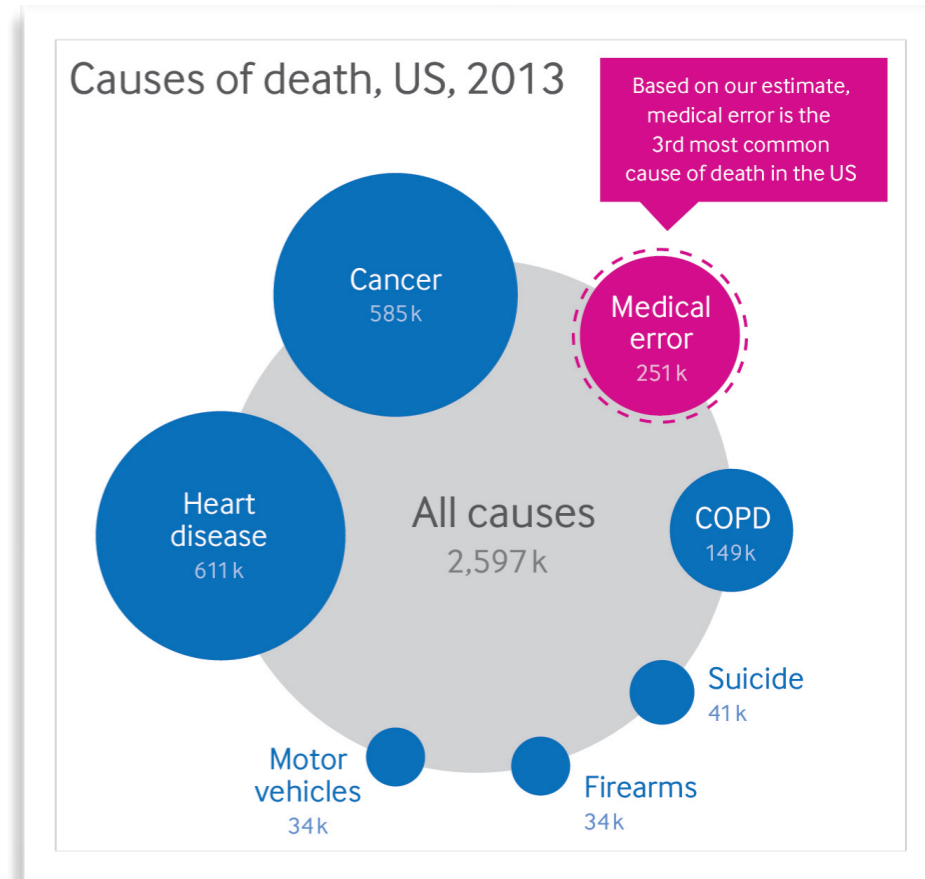 Causes of death, US, 2013
Based on our estimate,
medical error is the
3rd most common
cause of death in the US
Cancer
585k
Medical
error
251k
Heart
disease
611k
All causes
2,597k
COPD
149k
Suicide
41k
Motor
vehicles
34k
Firearms
34k